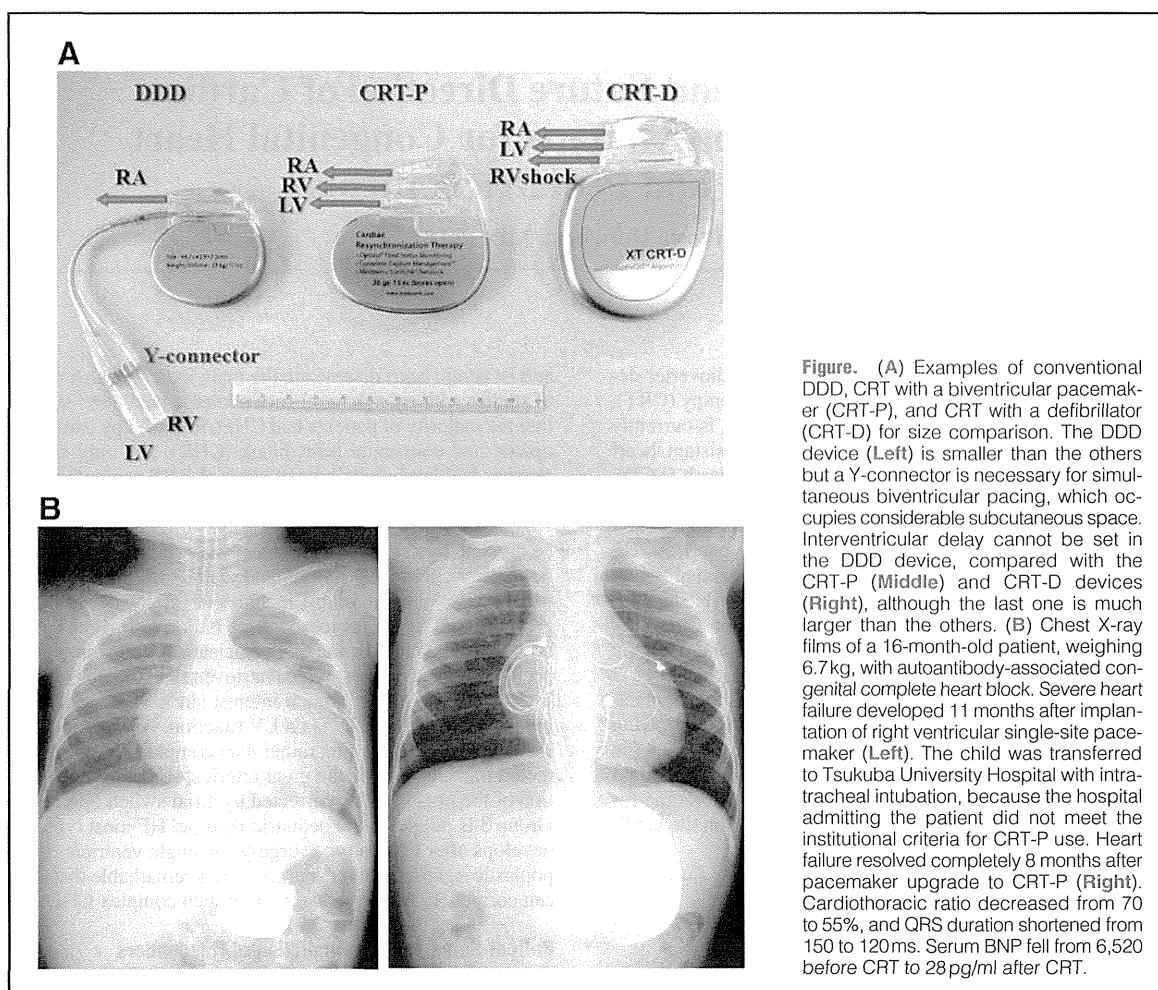 A
DDD
CRT-P
CRT-D
RA
RA
RV
LV
RA
LV
RVshock
Cardiac
Resynchronization Therapy
XT CRT-D
Y-connector
RV
LV
B
Figure. (A) Examples of conventional
DDD, CRT with a biventricular pacemak-
er (CRT-P), and CRT with a defibrillator
(CRT-D) for size comparison. The DDD
device (Left) is smaller than the others
but a Y-connector is necessary for simul-
taneous biventricular pacing, which oc-
cupies considerable subcutaneous space.
Interventricular delay cannot be set in
the DDD device, compared with the
CRT-P (Middle) and CRT-D devices
(Right), although the last one is much
larger than the others. (B) Chest X-ray
films of a 16-month-old patient, weighing
6.7 kg, with autoantibody-associated con-
genital complete heart block. Severe heart
failure developed 11 months after implan-
tation of right ventricular single-site pace-
maker (Left). The child was transferred
to Tsukuba University Hospital with intra-
tracheal intubation, because the hospital
admitting the patient did not meet the
institutional criteria for CRT-P use. Heart
failure resolved completely 8 months after
pacemaker upgrade to CRT-P (Right).
Cardiothoracic ratio decreased from 70
to 55%, and QRS duration shortened from
150 to 120 ms. Serum BNP fell from 6,520
before CRT to 28 pg/ml after CRT.